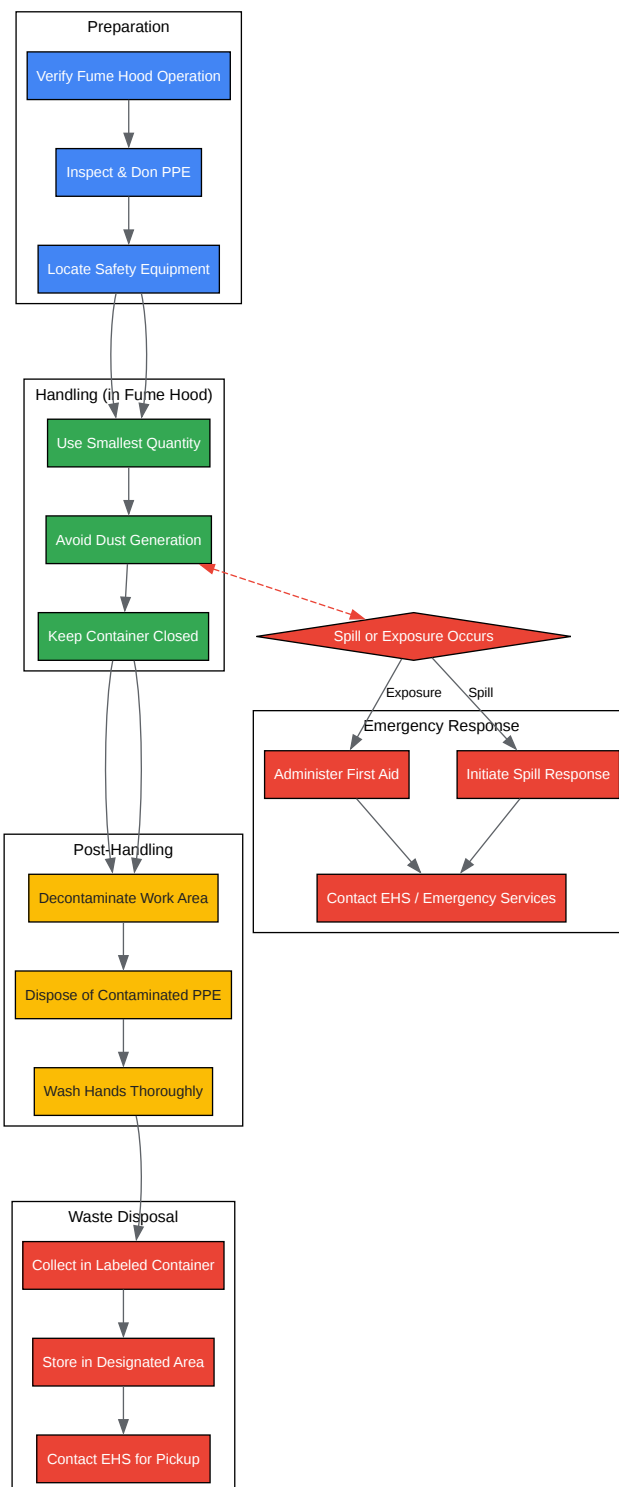 Preparation
Verify Fume Hood Operation
Inspect & Don PPE
Locate Safety Equipment
Handling (in Fume Hood)
Use Smallest Quantity
Avoid Dust Generation
Keep Container Closed
Spill or Exposure Occurs
Exposure
Spill
Emergency Response
Administer First Aid
Initiate Spill Response
Contact EHS / Emergency Services
Post-Handling
Decontaminate Work Area
Dispose of Contaminated PPE
Wash Hands Thoroughly
Waste Disposal
Collect in Labeled Container
Store in Designated Area
Contact EHS for Pickup